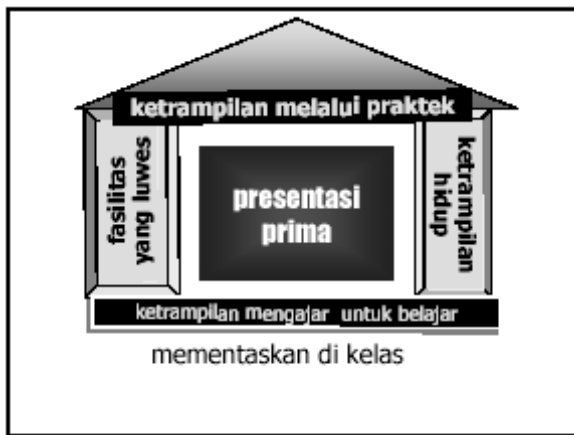 ketrampilan melalui praktek
fasilitas
yang luwes
presentasi
prima
ketrampilan
hidup
ketrampilan mengajar untuk belajar
mementaskan di kelas